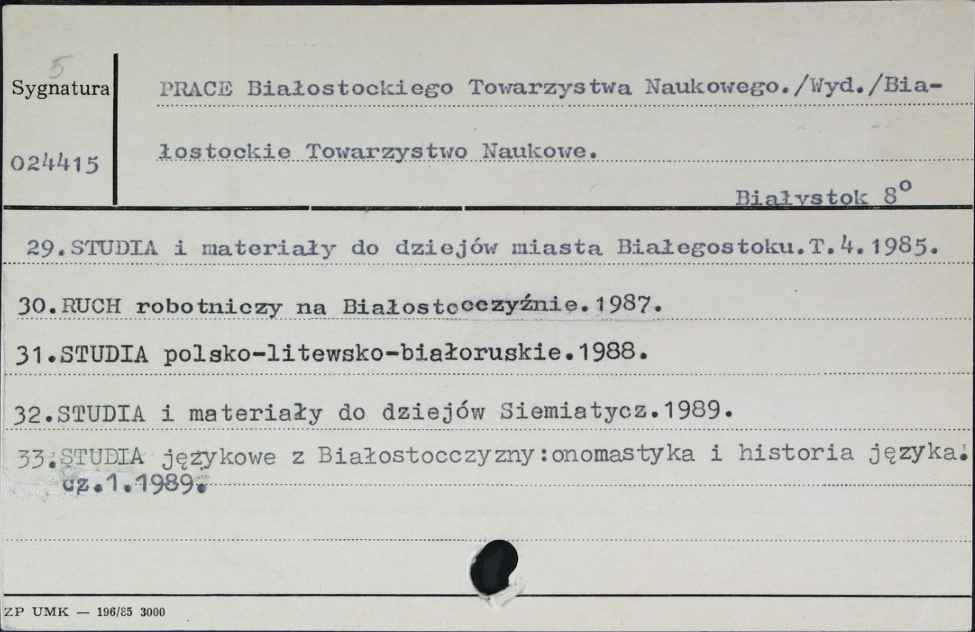 5
Sygnatura
PRACE Białostockiego Towarzystwa Naukowego./Wyd./Bia-
024415
łostockie Towarzystwo Naukowe.
Białystok 8°
29.STUDIA i materiały do dziejów miasta Białegostoku.T.4.1985.
30.RUCH robotniczy na Białostocczyźnie.1987.
31.STUDIA polsko-litewsko-białoruskie.1988.
32.STUDIA i materiały do dziejów Siemiatycz.1989.
33.STUDIA językowe z Białostocczyzny:onomastyka i historia języka.
cz.1.1989.
ZP UMK — 196/85 3000